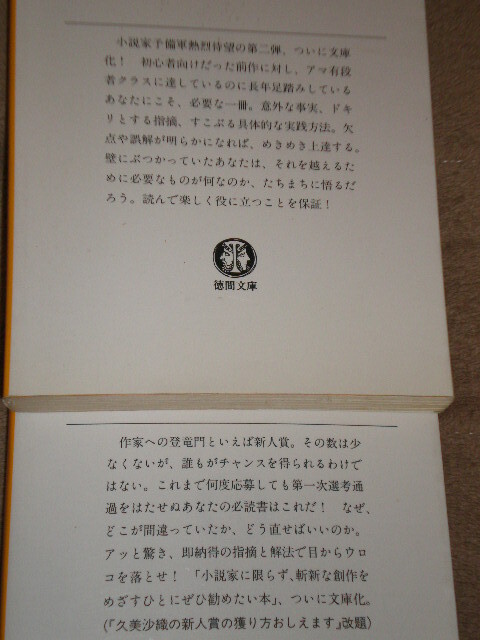 小説家予備軍熱烈待望の第二弾、ついに文庫
化！　初心者向けだった前作に対し、アマ有段
者クラスに達しているのに長年足踏みしている
あなたにこそ、必要な一冊。意外な事実、ドキ
リとする指摘、すこぶる具体的な実践方法。欠
点や誤解が明らかになれば、めきめき上達する。
壁にぶつかっていたあなたは、それを越えるた
めに必要なものが何なのか、たちまちに悟るだ
ろう。読んで楽しく役に立つことを保証！
徳間文庫
作家への登竜門といえば新人賞。その数は少
なくないが、誰もがチャンスを得られるわけで
はない。これまで何度応募しても第一次選考通
過をはたせぬあなたの必読書はこれだ！　なぜ、
どこが間違っていたか、どう直せばいいのか。
アッと驚き、即納得の指摘と解法で目からウロ
コを落とせ！　「小説家に限らず、斬新な創作を
めざすひとにぜひ勧めたい本」、ついに文庫化。
(『久美沙織の新人賞の獲り方おしえます』改題)